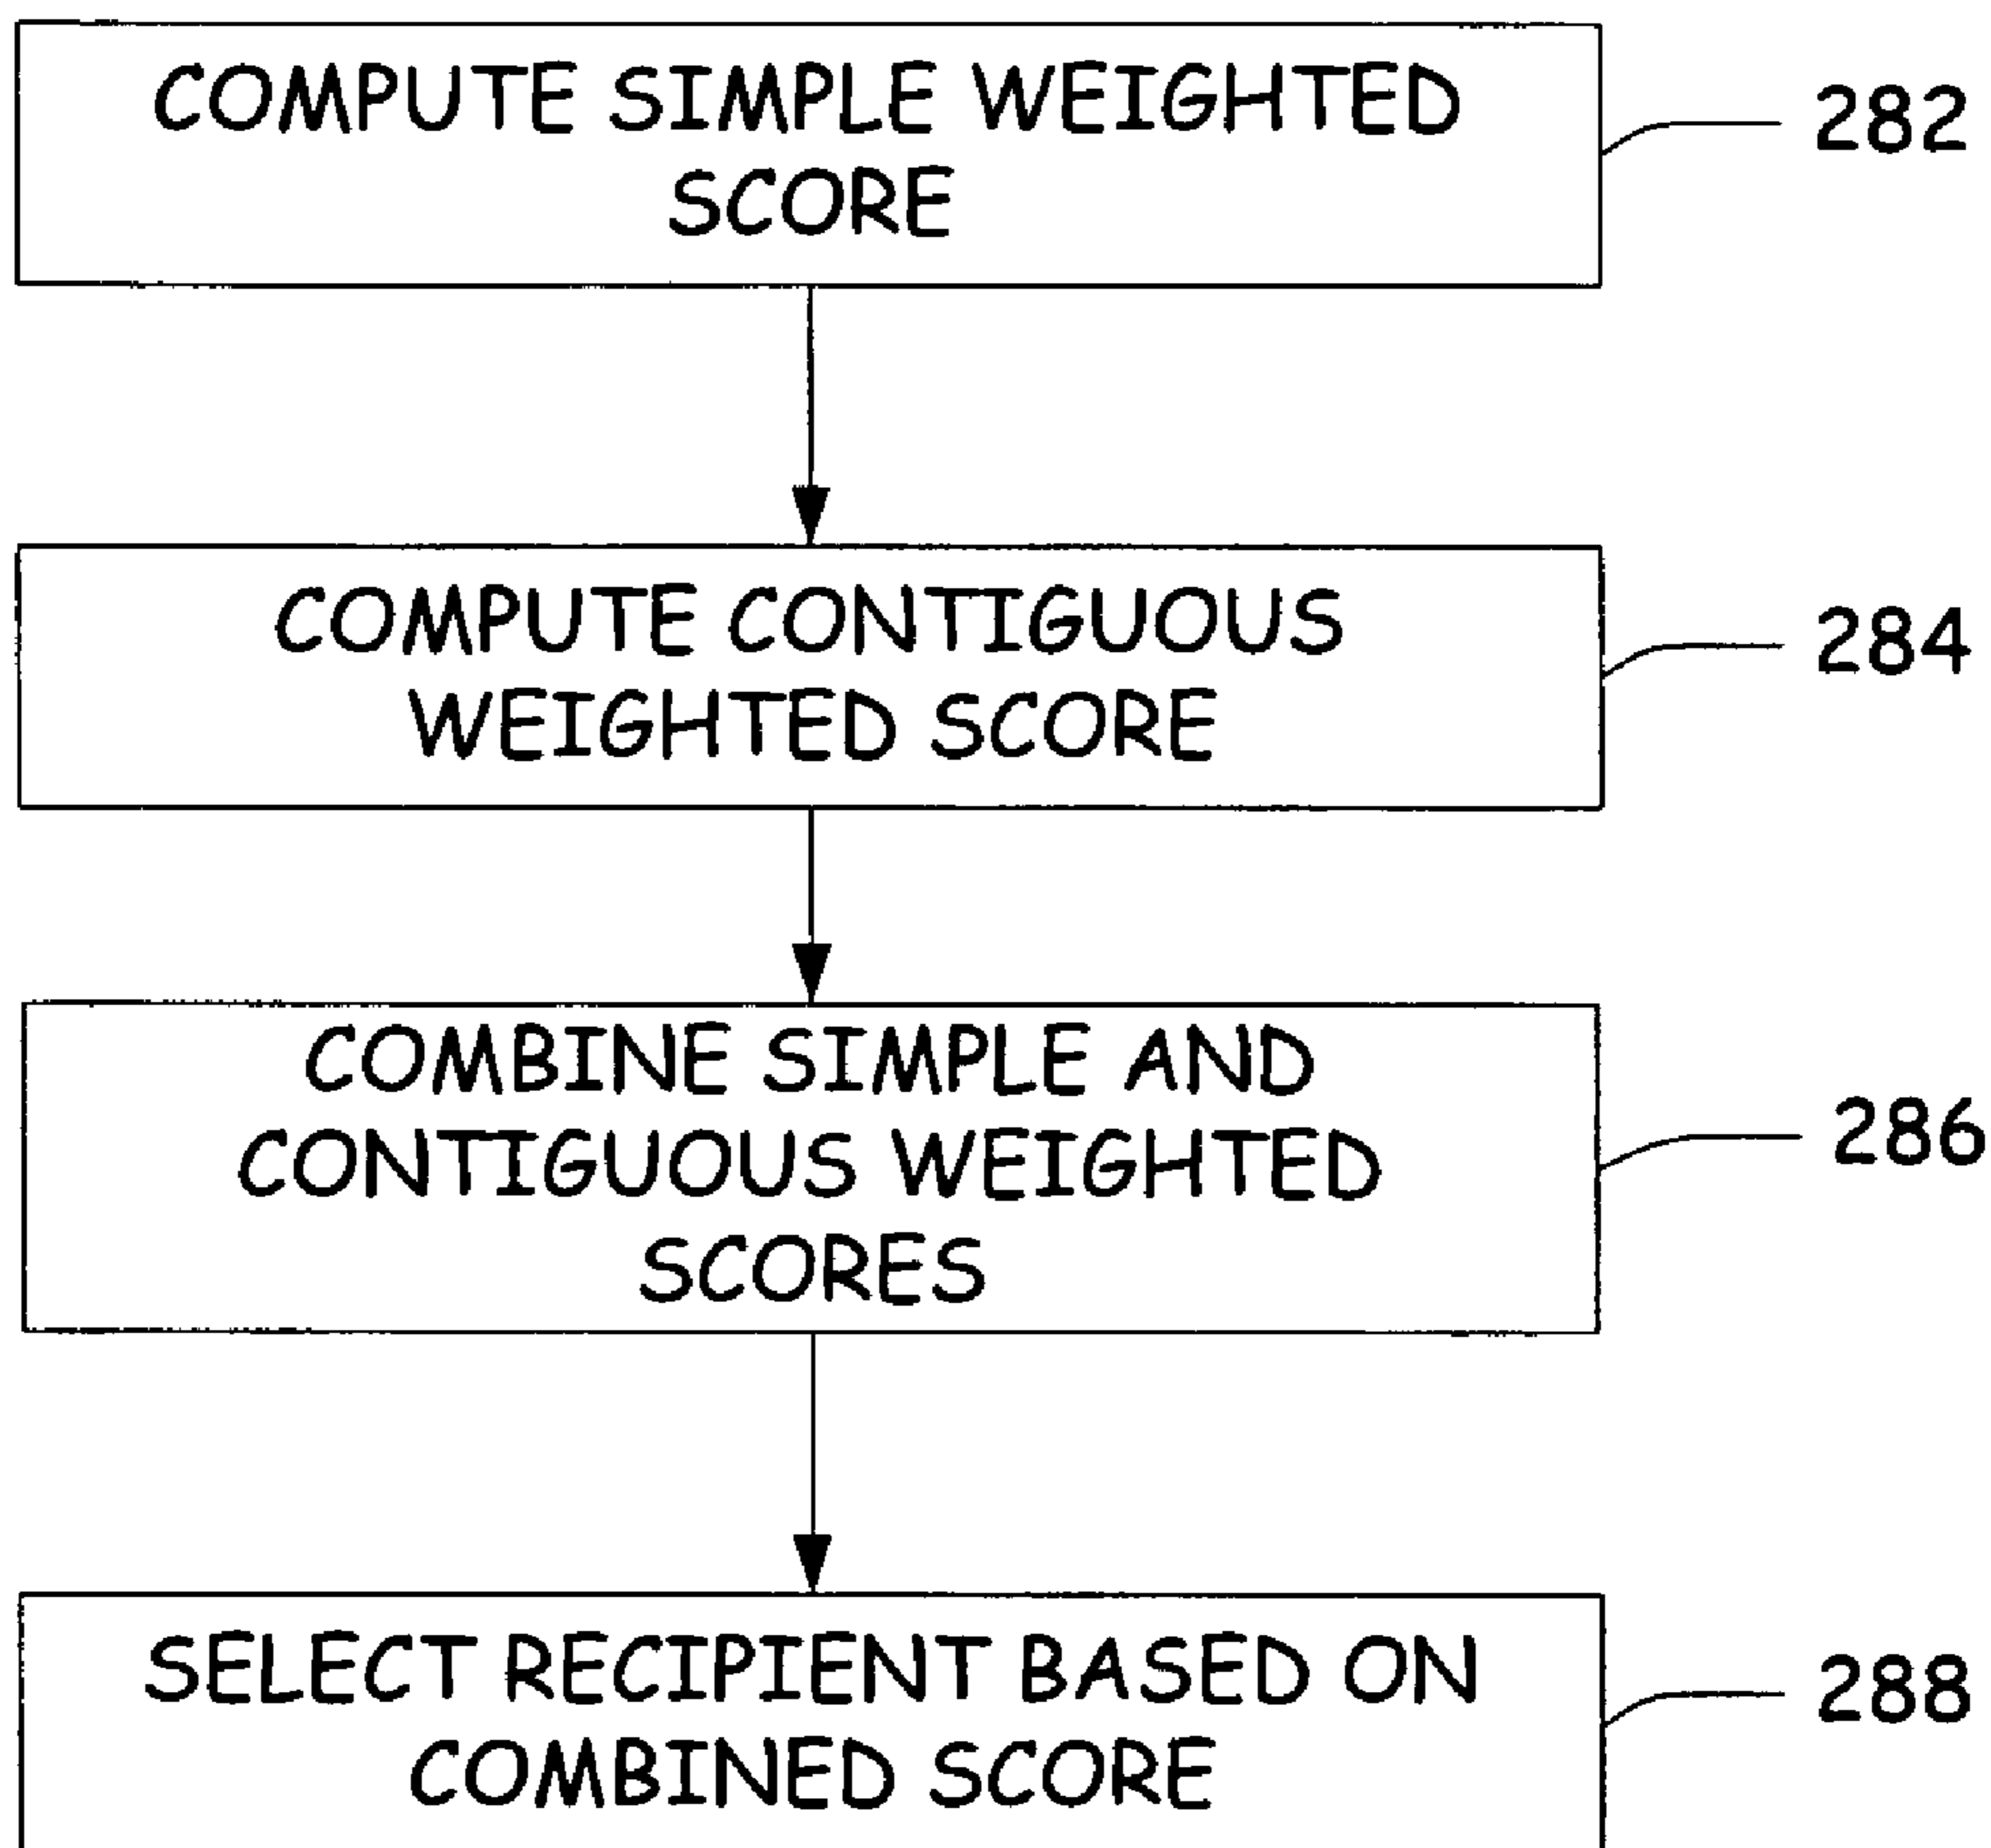 COMPUTE SIMPLE WEIGHTED
SCORE
282
COMPUTE CONTIGUOUS
WEIGHTED SCORE
284
COMBINE SIMPLE AND
CONTIGUOUS WEIGHTED
SCORES
286
SELECT RECIPIENT BASED ON
COMBINED SCORE
288